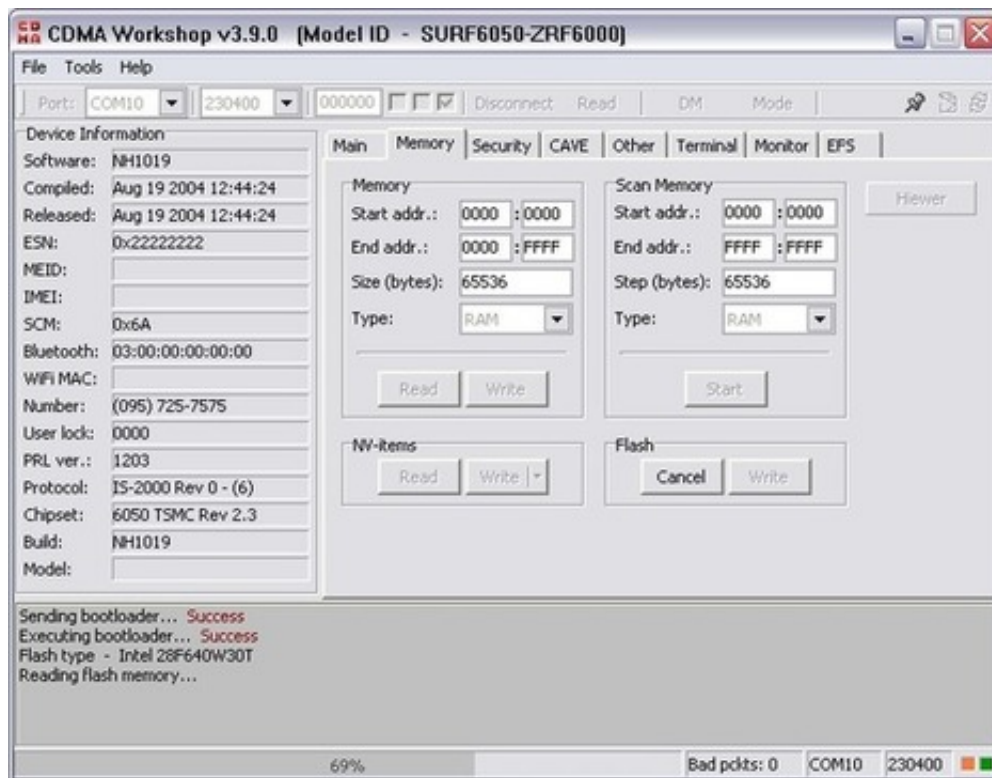 CDMA Workshop v3.9.0 (Model ID - SURF6050-ZRF6000)
File Tools Help
Port: COM10 230400 000000 Disconnect Read DM Mode
Device Information
Software: NH1019
Compiled: Aug 19 2004 12:44:24
Released: Aug 19 2004 12:44:24
ESN: 0x22222222
MEID:
IMEI:
SCM: 0x6A
Bluetooth: 03:00:00:00:00:00
WiFi MAC:
Number: (095) 725-7575
User lock: 0000
PRL ver.: 1203
Protocol: IS-2000 Rev 0 - (6)
Chipset: 6050 TSMC Rev 2.3
Build: NH1019
Model:
Main Memory Security CAVE Other Terminal Monitor EFS
Memory
Start addr.: 0000 : 0000
End addr.: 0000 : FFFF
Size (bytes): 65536
Type: RAM
Read Write
Scan Memory
Start addr.: 0000 : 0000
End addr.: FFFF : FFFF
Step (bytes): 65536
Type: RAM
Start
Hiewer
NV-items
Read Write
Flash
Cancel Write
Sending bootloader... Success
Executing bootloader... Success
Flash type - Intel 28F640W30T
Reading flash memory...
69% Bad pckts: 0 COM10 230400